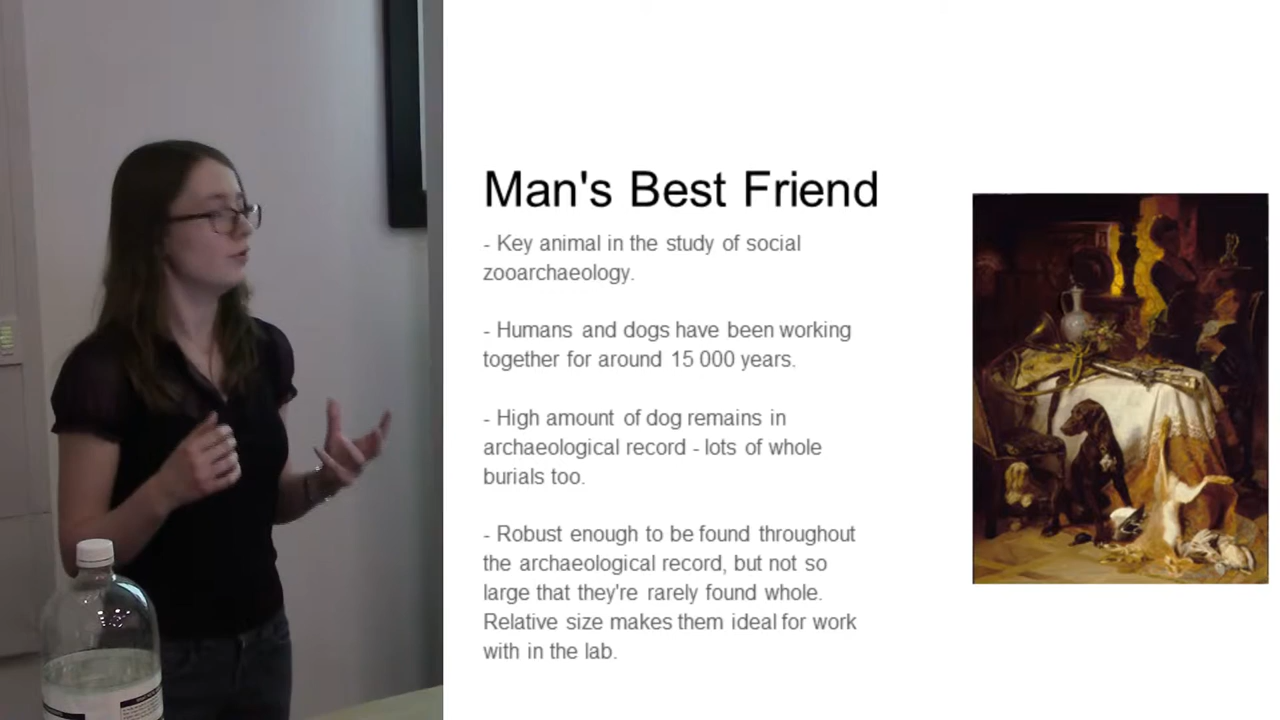 Man's Best Friend
- Key animal in the study of social
zooarchaeology.
- Humans and dogs have been working
together for around 15 000 years.
- High amount of dog remains in
archaeological record - lots of whole
burials too.
- Robust enough to be found throughout
the archaeological record, but not so
large that they're rarely found whole.
Relative size makes them ideal for work
with in the lab.